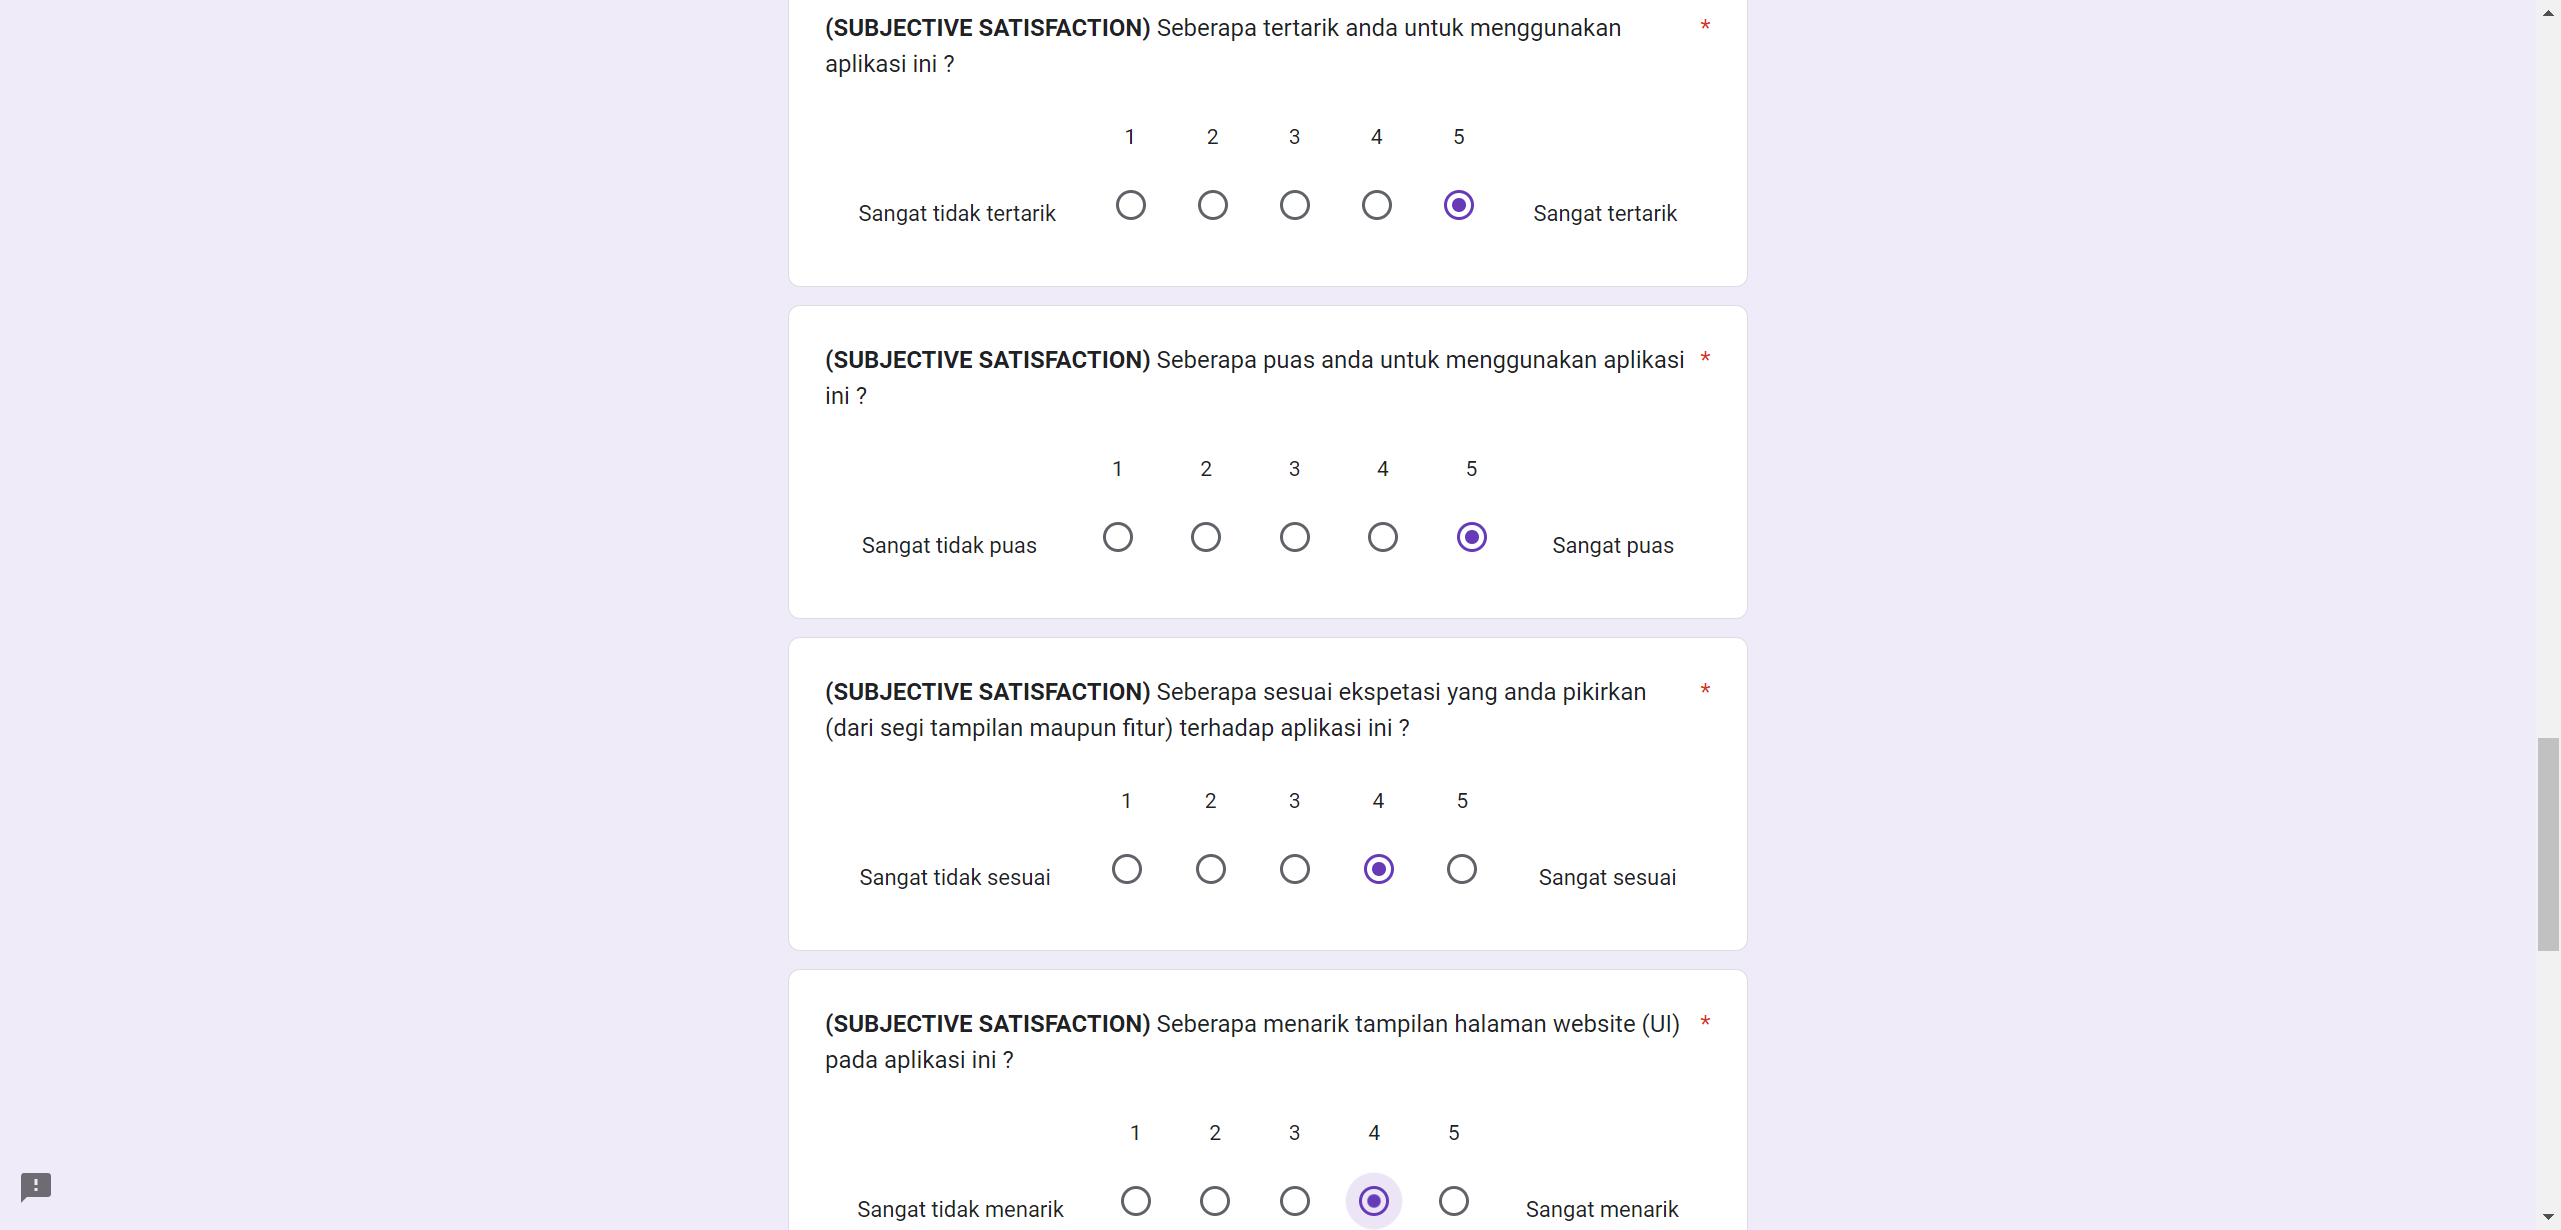 (SUBJECTIVE SATISFACTION) Seberapa tertarik anda untuk menggunakan *
aplikasi ini ?
1 2 3 4 5
Sangat tidak tertarik Sangat tertarik
(SUBJECTIVE SATISFACTION) Seberapa puas anda untuk menggunakan aplikasi *
ini ?
1 2 3 4 5
Sangat tidak puas Sangat puas
(SUBJECTIVE SATISFACTION) Seberapa sesuai ekspetasi yang anda pikirkan *
(dari segi tampilan maupun fitur) terhadap aplikasi ini ?
1 2 3 4 5
Sangat tidak sesuai Sangat sesuai
(SUBJECTIVE SATISFACTION) Seberapa menarik tampilan halaman website (UI) *
pada aplikasi ini ?
1 2 3 4 5
Sangat tidak menarik Sangat menarik